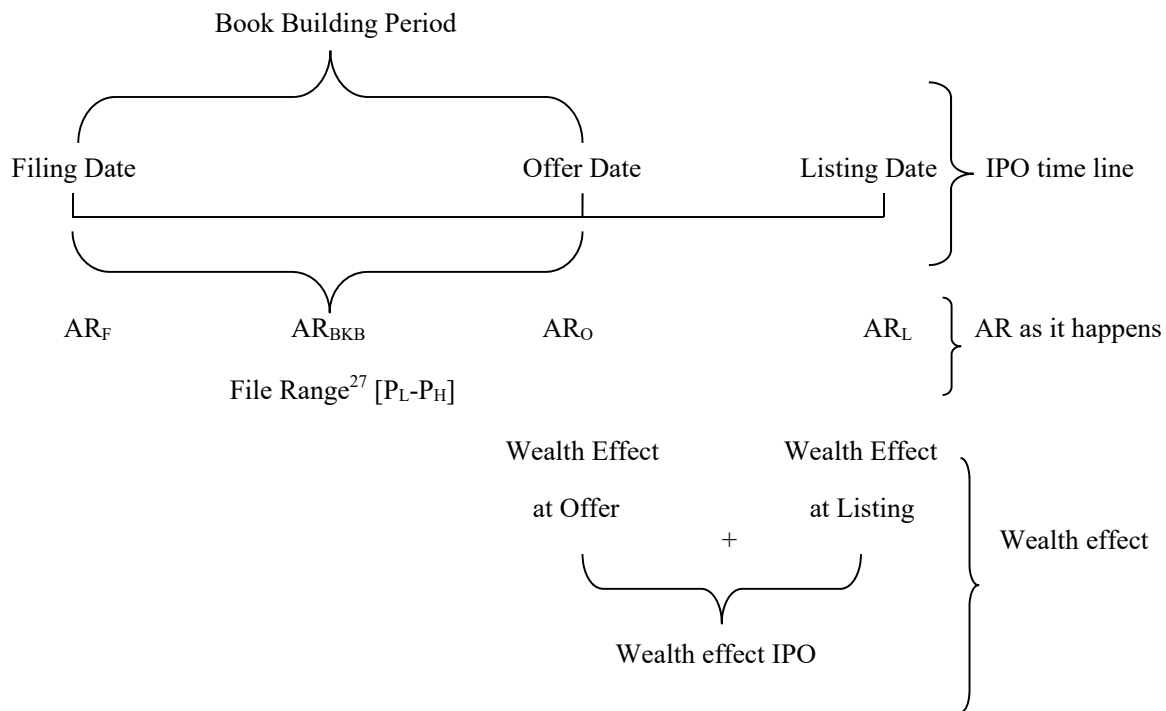 Book Building Period
Filing Date Offer Date Listing Date IPO time line
AR_F AR_BKB AR_O AR_L AR as it happens
File Range^27 [P_L-P_H]
Wealth Effect Wealth Effect
at Offer at Listing
+ Wealth effect
Wealth effect IPO